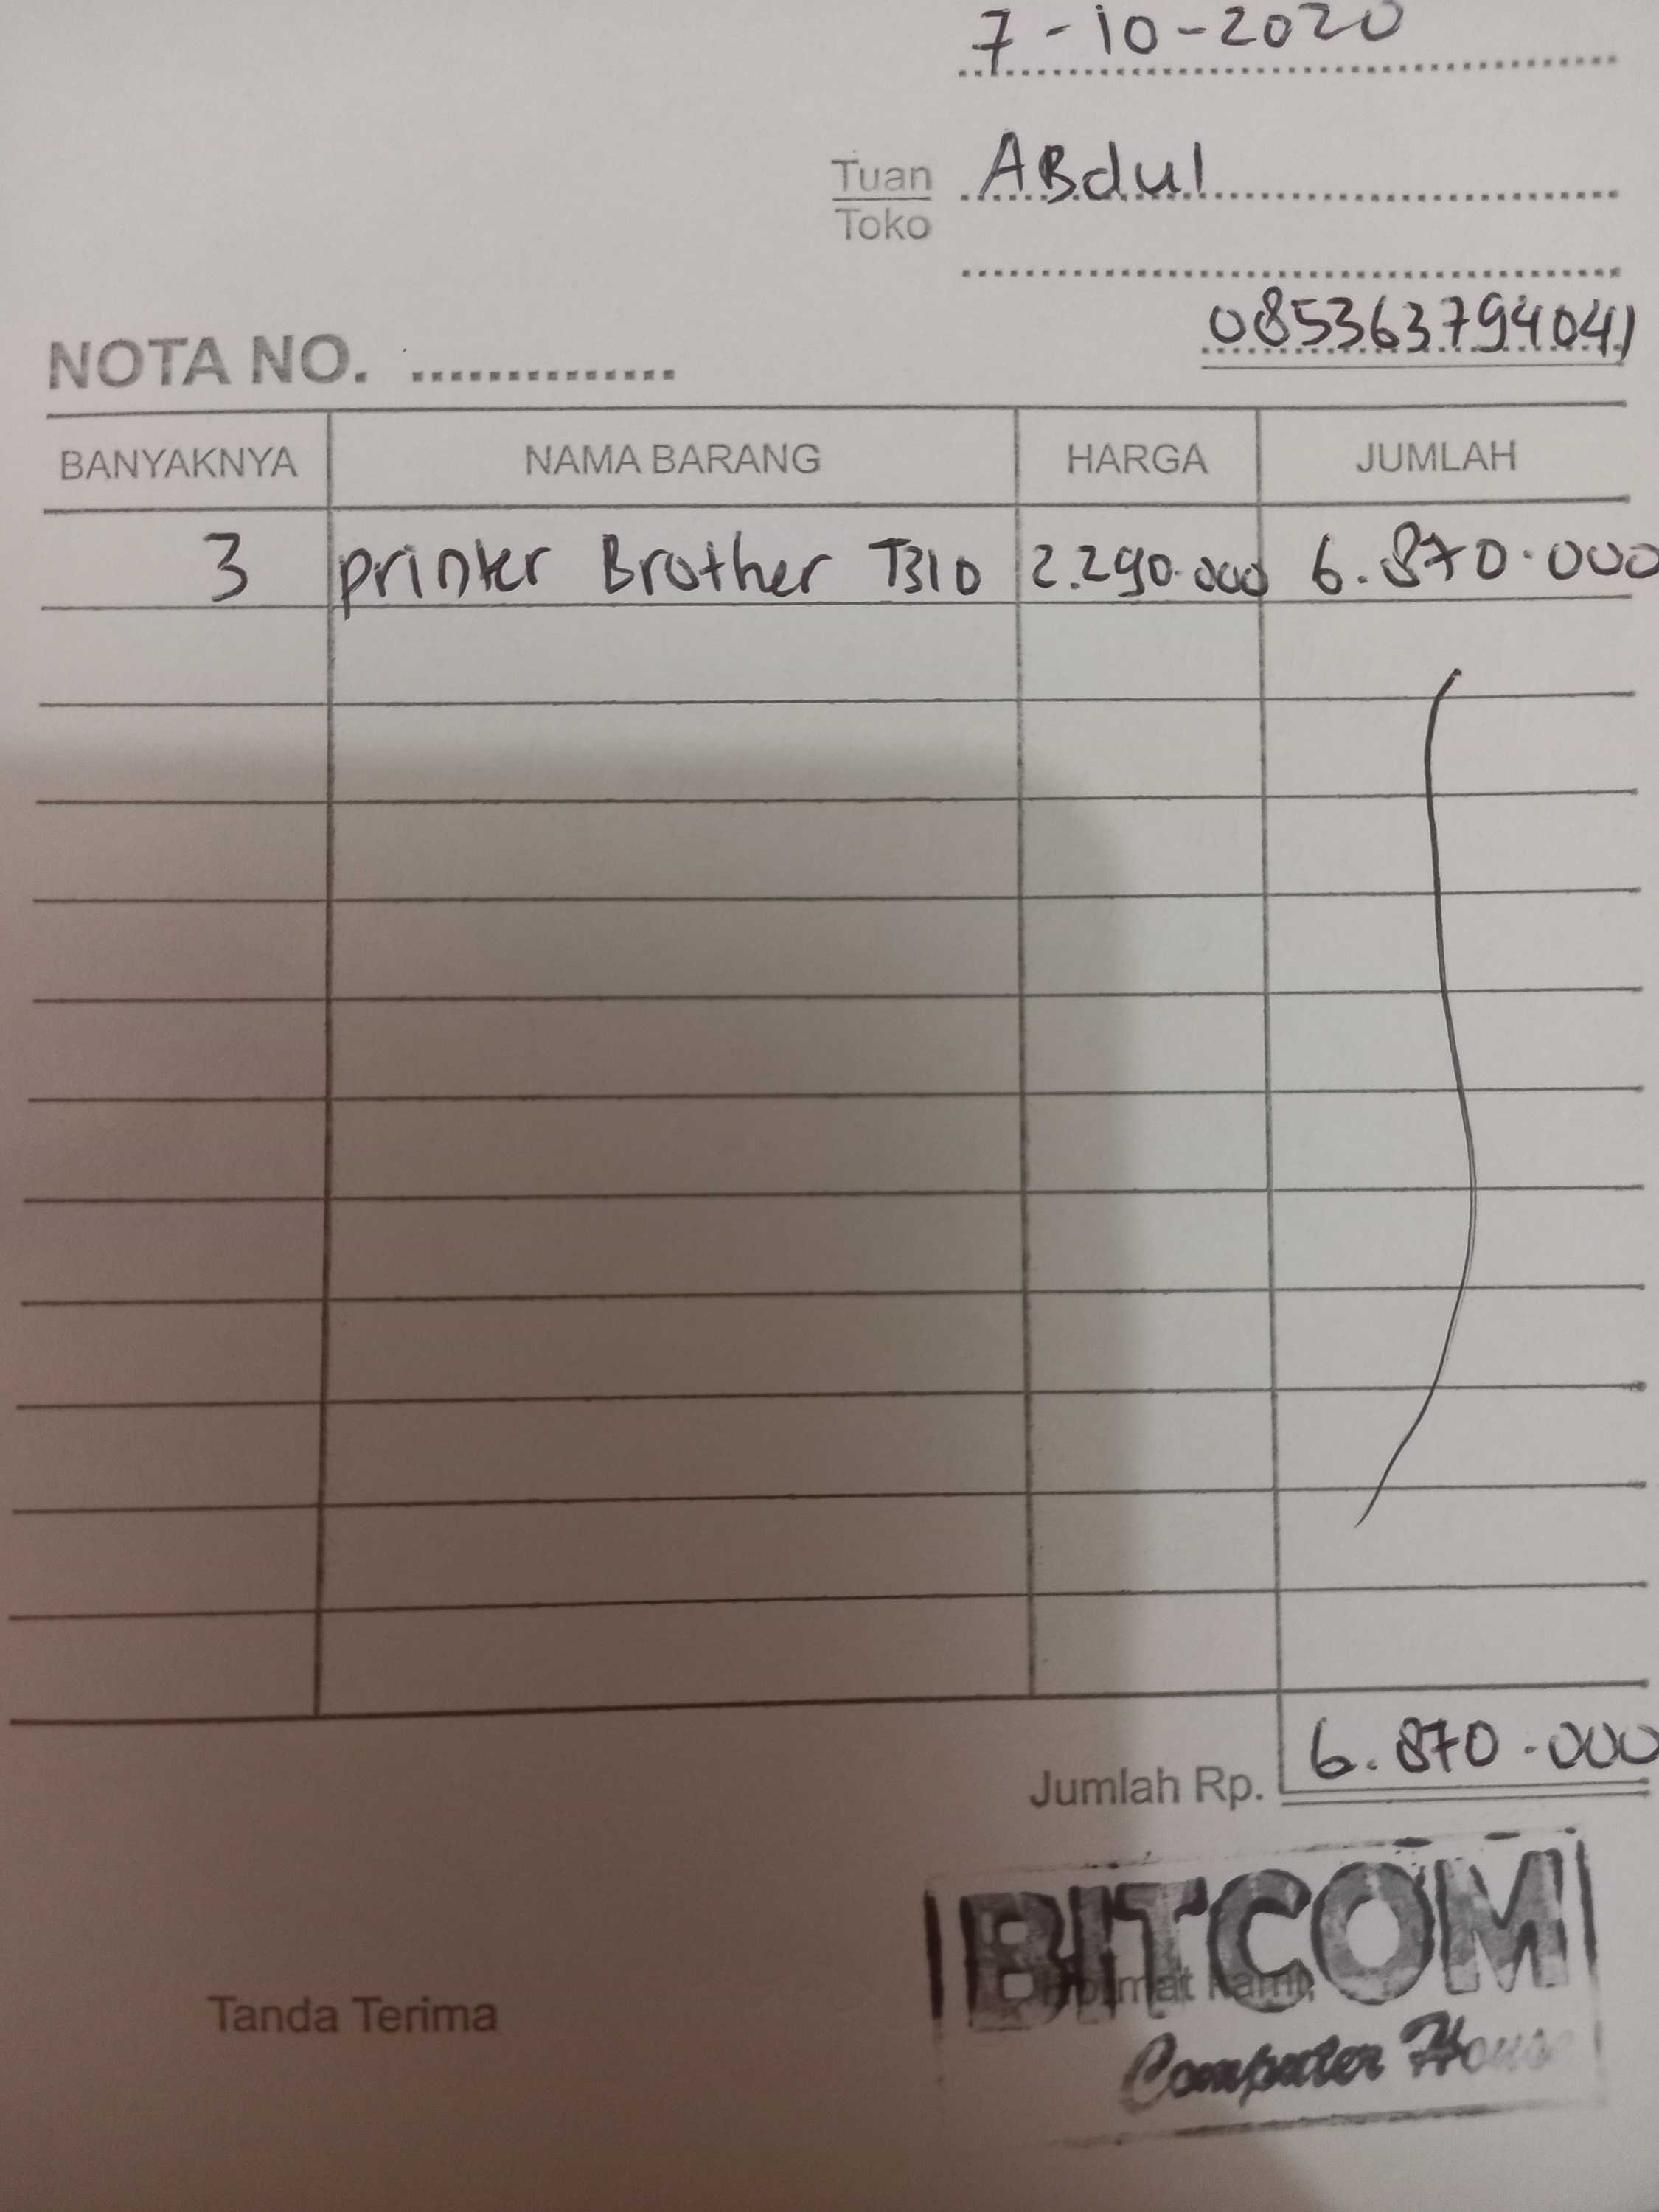 7-10-2020
Tuan ABdul
Toko
085363794041
NOTA NO.
BANYAKNYA NAMA BARANG HARGA JUMLAH
3 printer Brother T310 2.290.000 6.870.000
Jumlah Rp. 6.870.000
BITCOM
Tanda Terima Hormat kami,
Computer House